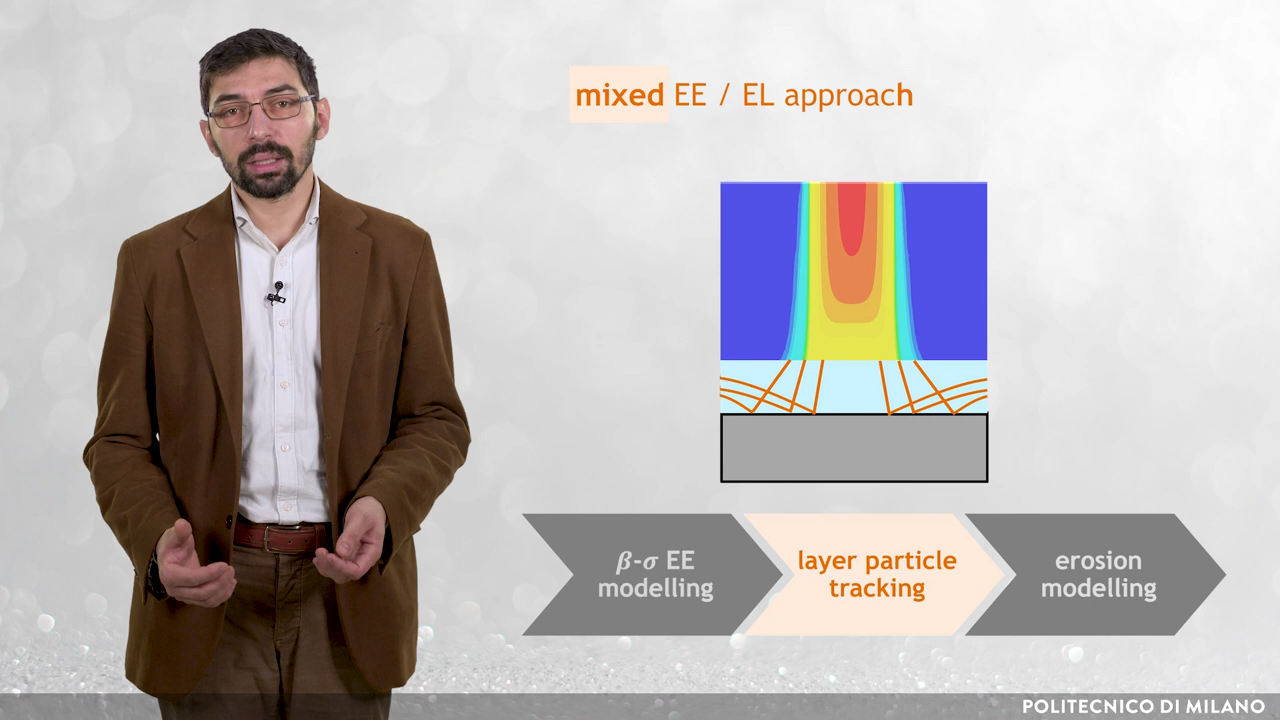 mixed EE / EL approach
β-σ EE
modelling
layer particle
tracking
erosion
modelling
POLITECNICO DI MILANO